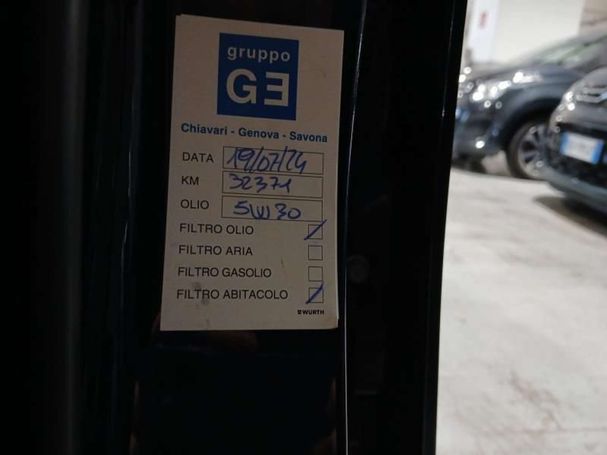 gruppo
GE
Chiavari - Genova - Savona
DATA 19/07/24
KM 32371
OLIO 5W30
FILTRO OLIO
FILTRO ARIA
FILTRO GASOLIO
FILTRO ABITACOLO
WÜRTH